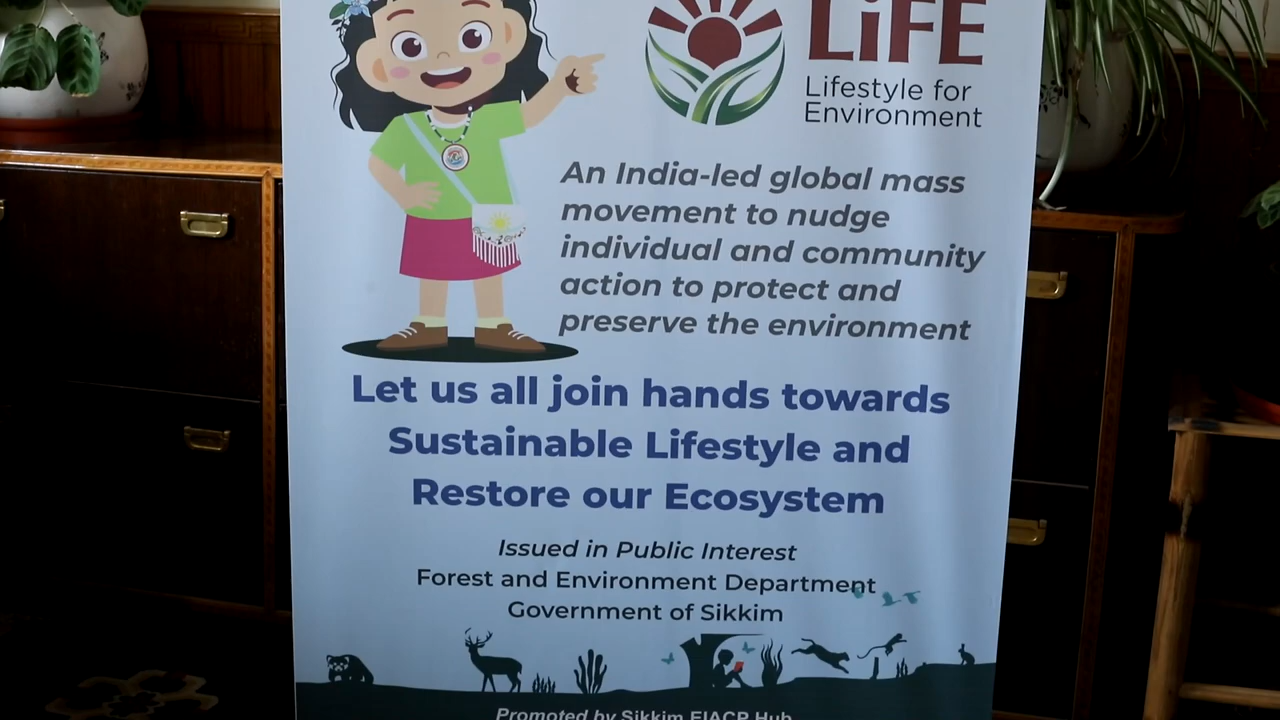 LiFE
Lifestyle for
Environment
An India-led global mass
movement to nudge
individual and community
action to protect and
preserve the environment
Let us all join hands towards
Sustainable Lifestyle and
Restore our Ecosystem
Issued in Public Interest
Forest and Environment Department
Government of Sikkim
Promoted by Sikkim EIACP Hub